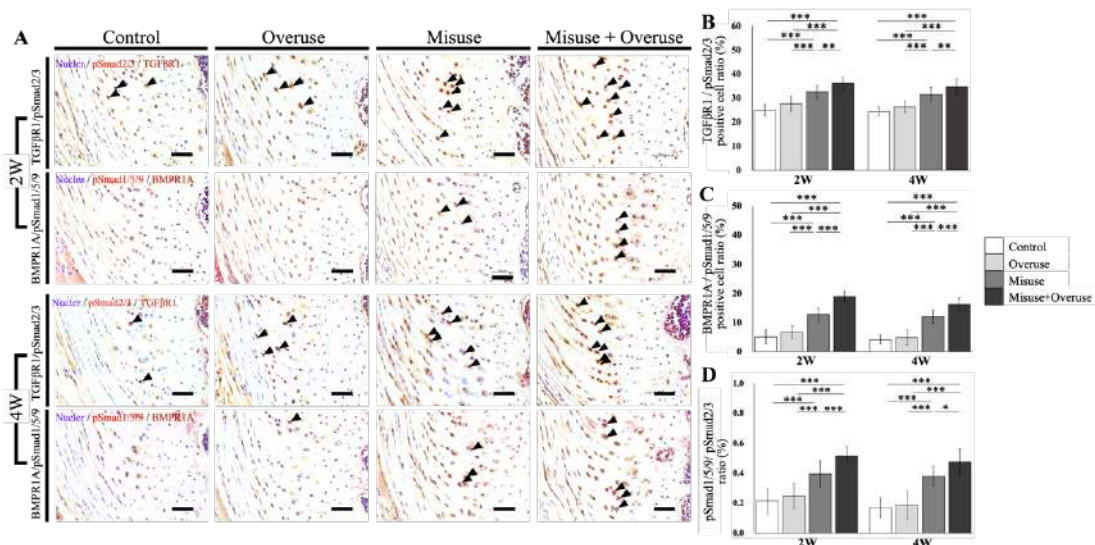 A
Control
Overuse
Misuse
Misuse + Overuse
2W
TGFβR1/pSmad2/3
Nucler / pSmad2/3 / TGFβR1
BMPR1A/pSmad1/5/9
Nucler / pSmad1/5/9 / BMPR1A
4W
TGFβR1/pSmad2/3
Nucler / pSmad2/3 / TGFβR1
BMPR1A/pSmad1/5/9
Nucler / pSmad1/5/9 / BMPR1A
B
TGFβR1 / pSmad2/3
positive cell ratio (%)
60
50
40
30
20
10
0
***
***
***
*** **
***
***
***
*** **
2W
4W
C
BMPR1A / pSmad1/5/9
positive cell ratio (%)
50
40
30
20
10
0
***
***
***
*** ***
***
***
***
*** ***
2W
4W
Control
Overuse
Misuse
Misuse+Overuse
D
pSmad1/5/9/ pSmad2/3
ratio (%)
1,0
0.8
0.6
0.4
0.2
0.0
***
***
***
*** ***
***
***
***
*** *
2W
4W